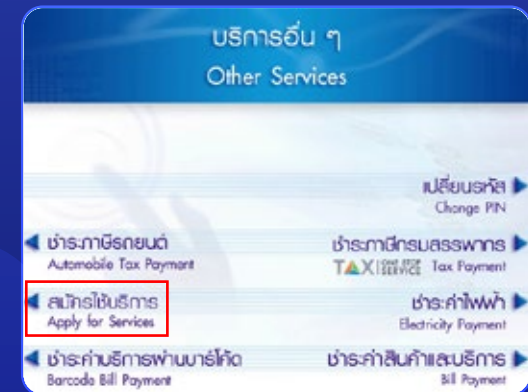 บริการอื่น ๆ
Other Services
เปลี่ยนรหัส
Change PIN
ชำระภาษีรถยนต์
Automobile Tax Payment
ชำระภาษีกรมสรรพากร
TAX ONE STOP SERVICE Tax Payment
สมัครใช้บริการ
Apply for Services
ชำระค่าไฟฟ้า
Electricity Payment
ชำระค่าบริการผ่านบาร์โค้ด
Barcode Bill Payment
ชำระค่าสินค้าและบริการ
Bill Payment